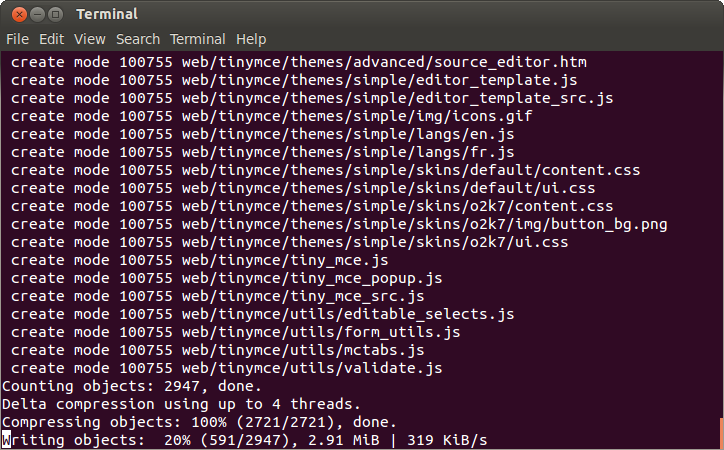 Terminal
File Edit View Search Terminal Help
create mode 100755 web/tinymce/themes/advanced/source_editor.htm
create mode 100755 web/tinymce/themes/simple/editor_template.js
create mode 100755 web/tinymce/themes/simple/editor_template_src.js
create mode 100755 web/tinymce/themes/simple/img/icons.gif
create mode 100755 web/tinymce/themes/simple/langs/en.js
create mode 100755 web/tinymce/themes/simple/langs/fr.js
create mode 100755 web/tinymce/themes/simple/skins/default/content.css
create mode 100755 web/tinymce/themes/simple/skins/default/ui.css
create mode 100755 web/tinymce/themes/simple/skins/o2k7/content.css
create mode 100755 web/tinymce/themes/simple/skins/o2k7/img/button_bg.png
create mode 100755 web/tinymce/themes/simple/skins/o2k7/ui.css
create mode 100755 web/tinymce/tiny_mce.js
create mode 100755 web/tinymce/tiny_mce_popup.js
create mode 100755 web/tinymce/tiny_mce_src.js
create mode 100755 web/tinymce/utils/editable_selects.js
create mode 100755 web/tinymce/utils/form_utils.js
create mode 100755 web/tinymce/utils/mctabs.js
create mode 100755 web/tinymce/utils/validate.js
Counting objects: 2947, done.
Delta compression using up to 4 threads.
Compressing objects: 100% (2721/2721), done.
Writing objects:  20% (591/2947), 2.91 MiB | 319 KiB/s